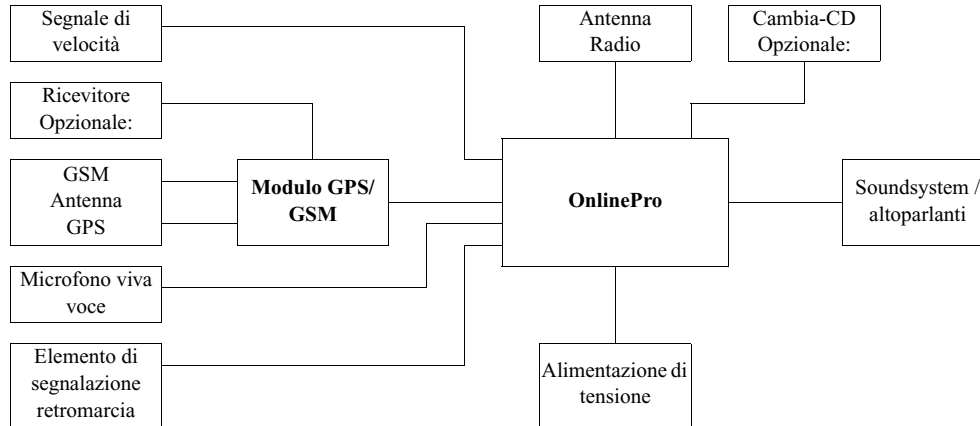 Segnale di
velocità
Antenna
Radio
Cambia-CD
Opzionale:
Ricevitore
Opzionale:
GSM
Antenna
GPS
Modulo GPS/
GSM
OnlinePro
Soundsystem /
altoparlanti
Microfono viva
voce
Elemento di
segnalazione
retromarcia
Alimentazione di
tensione